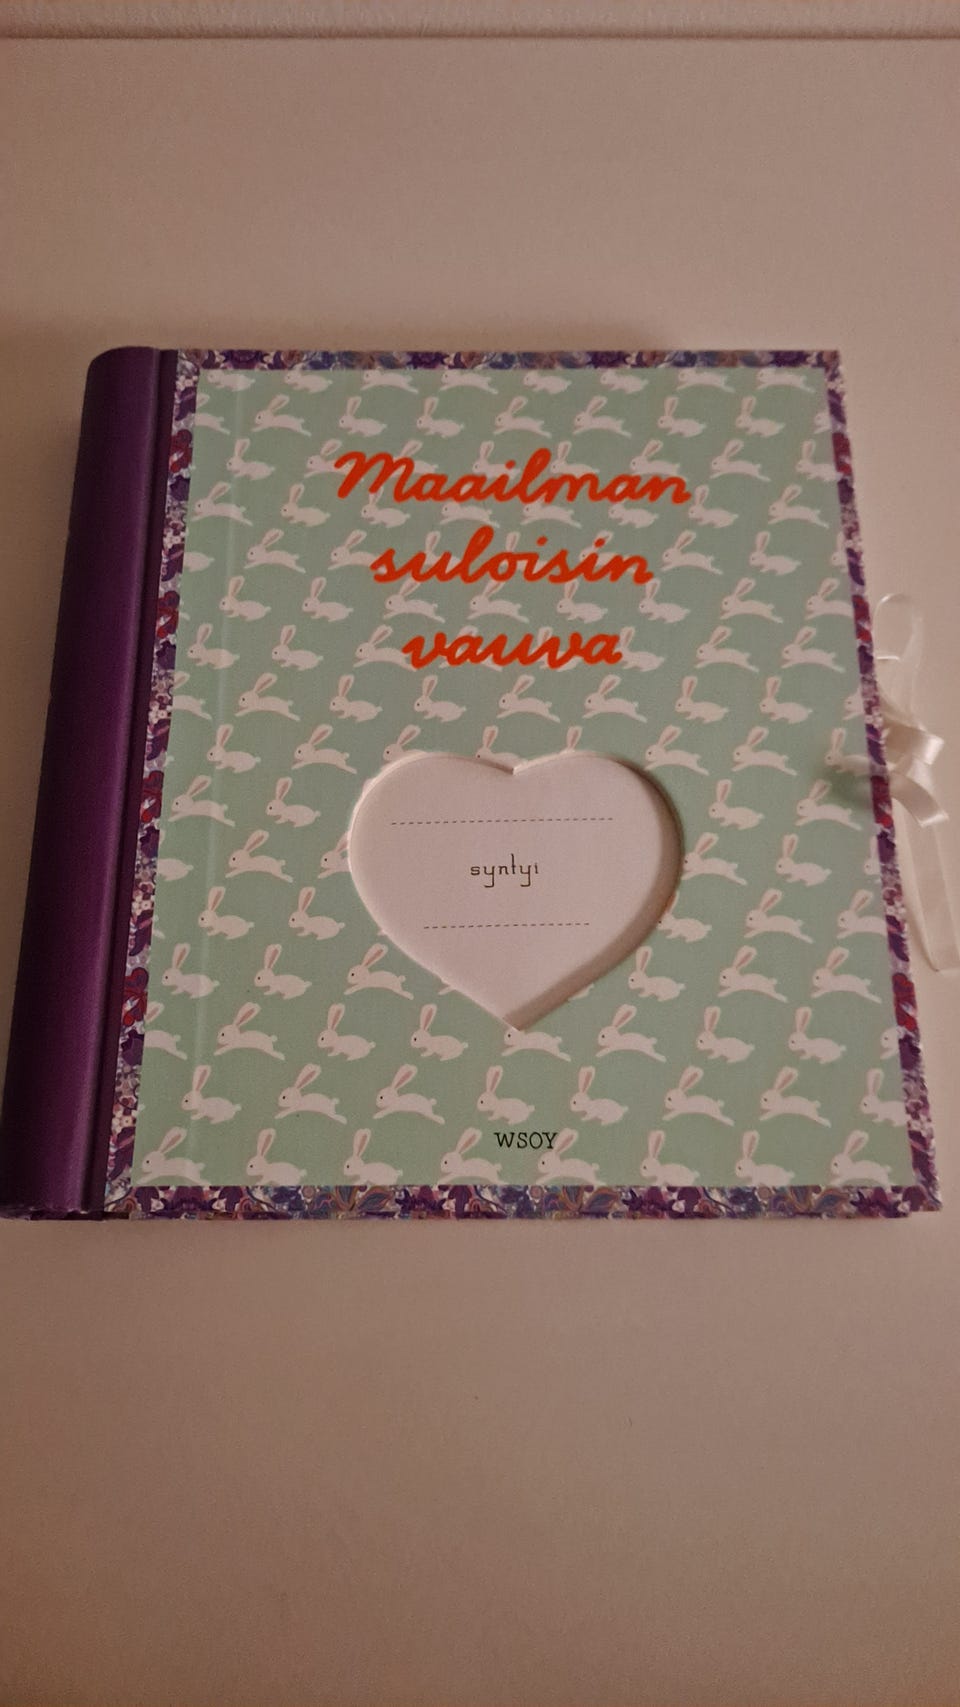 Maailman
suloisin
vauva
syntyi
WSOY